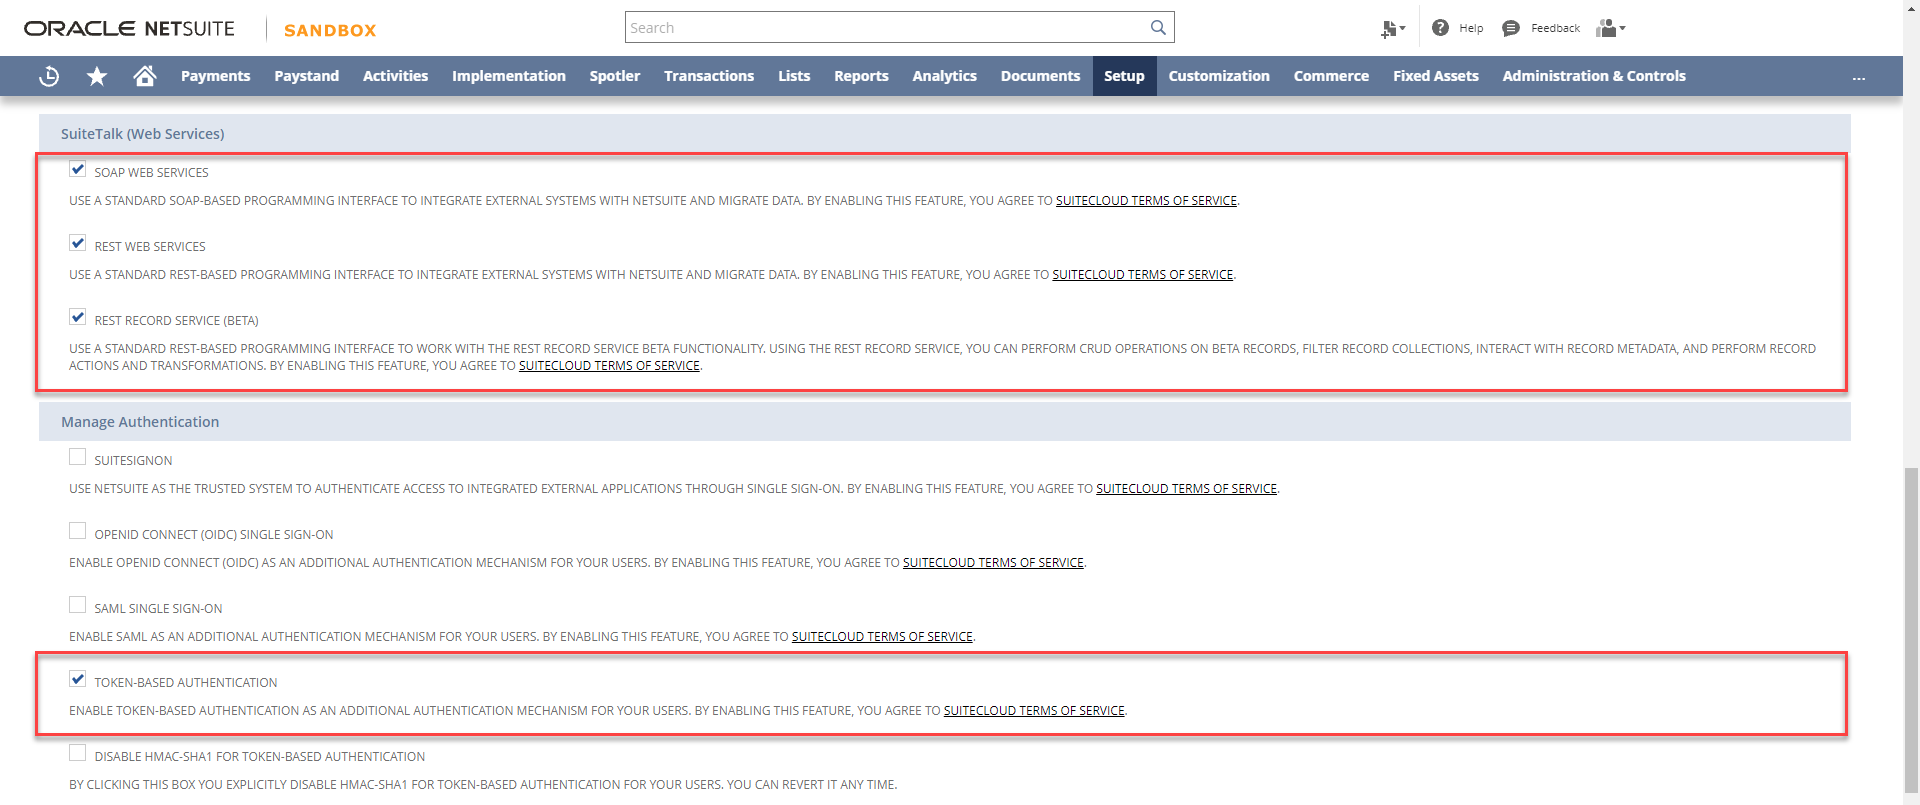 ORACLE NETSUITE SANDBOX Search Help Feedback
Payments Paystand Activities Implementation Spotler Transactions Lists Reports Analytics Documents Setup Customization Commerce Fixed Assets Administration & Controls ...
SuiteTalk (Web Services)
SOAP WEB SERVICES
USE A STANDARD SOAP-BASED PROGRAMMING INTERFACE TO INTEGRATE EXTERNAL SYSTEMS WITH NETSUITE AND MIGRATE DATA. BY ENABLING THIS FEATURE, YOU AGREE TO SUITECLOUD TERMS OF SERVICE.
REST WEB SERVICES
USE A STANDARD REST-BASED PROGRAMMING INTERFACE TO INTEGRATE EXTERNAL SYSTEMS WITH NETSUITE AND MIGRATE DATA. BY ENABLING THIS FEATURE, YOU AGREE TO SUITECLOUD TERMS OF SERVICE.
REST RECORD SERVICE (BETA)
USE A STANDARD REST-BASED PROGRAMMING INTERFACE TO WORK WITH THE REST RECORD SERVICE BETA FUNCTIONALITY. USING THE REST RECORD SERVICE, YOU CAN PERFORM CRUD OPERATIONS ON BETA RECORDS, FILTER RECORD COLLECTIONS, INTERACT WITH RECORD METADATA, AND PERFORM RECORD
ACTIONS AND TRANSFORMATIONS. BY ENABLING THIS FEATURE, YOU AGREE TO SUITECLOUD TERMS OF SERVICE.
Manage Authentication
SUITESIGNON
USE NETSUITE AS THE TRUSTED SYSTEM TO AUTHENTICATE ACCESS TO INTEGRATED EXTERNAL APPLICATIONS THROUGH SINGLE SIGN-ON. BY ENABLING THIS FEATURE, YOU AGREE TO SUITECLOUD TERMS OF SERVICE.
OPENID CONNECT (OIDC) SINGLE SIGN-ON
ENABLE OPENID CONNECT (OIDC) AS AN ADDITIONAL AUTHENTICATION MECHANISM FOR YOUR USERS. BY ENABLING THIS FEATURE, YOU AGREE TO SUITECLOUD TERMS OF SERVICE.
SAML SINGLE SIGN-ON
ENABLE SAML AS AN ADDITIONAL AUTHENTICATION MECHANISM FOR YOUR USERS. BY ENABLING THIS FEATURE, YOU AGREE TO SUITECLOUD TERMS OF SERVICE.
TOKEN-BASED AUTHENTICATION
ENABLE TOKEN-BASED AUTHENTICATION AS AN ADDITIONAL AUTHENTICATION MECHANISM FOR YOUR USERS. BY ENABLING THIS FEATURE, YOU AGREE TO SUITECLOUD TERMS OF SERVICE.
DISABLE HMAC-SHA1 FOR TOKEN-BASED AUTHENTICATION
BY CLICKING THIS BOX YOU EXPLICITLY DISABLE HMAC-SHA1 FOR TOKEN-BASED AUTHENTICATION FOR YOUR USERS. YOU CAN REVERT IT ANY TIME.